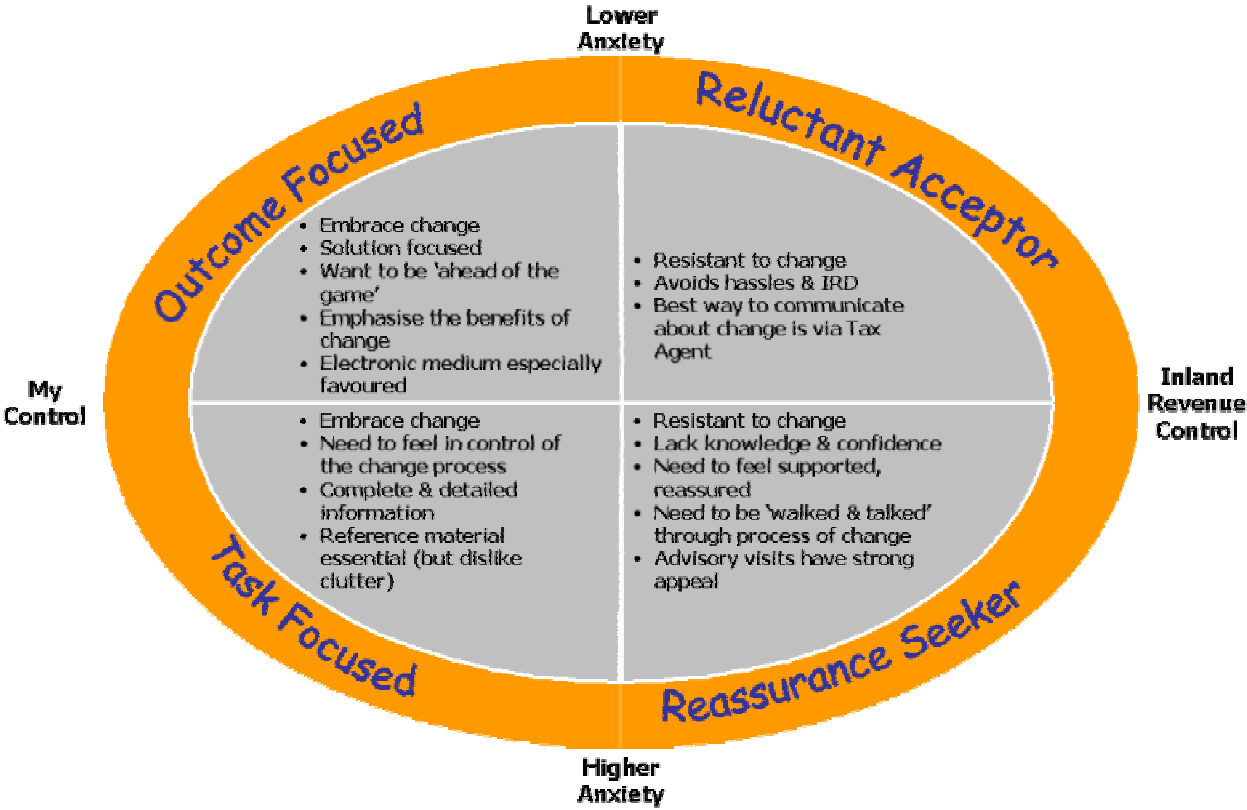 Lower
Anxiety
Outcome Focused
Reluctant Acceptor
• Embrace change
• Solution focused
• Want to be 'ahead of the
game'
• Emphasise the benefits of
change
• Electronic medium especially
favoured
• Resistant to change
• Avoids hassles & IRD
• Best way to communicate
about change is via Tax
Agent
My
Control
Inland
Revenue
Control
• Embrace change
• Need to feel in control of
the change process
• Complete & detailed
information
• Reference material
essential (but dislike
clutter)
• Resistant to change
• Lack knowledge & confidence
• Need to feel supported,
reassured
• Need to be 'walked & talked'
through process of change
• Advisory visits have strong
appeal
Task Focused
Reassurance Seeker
Higher
Anxiety